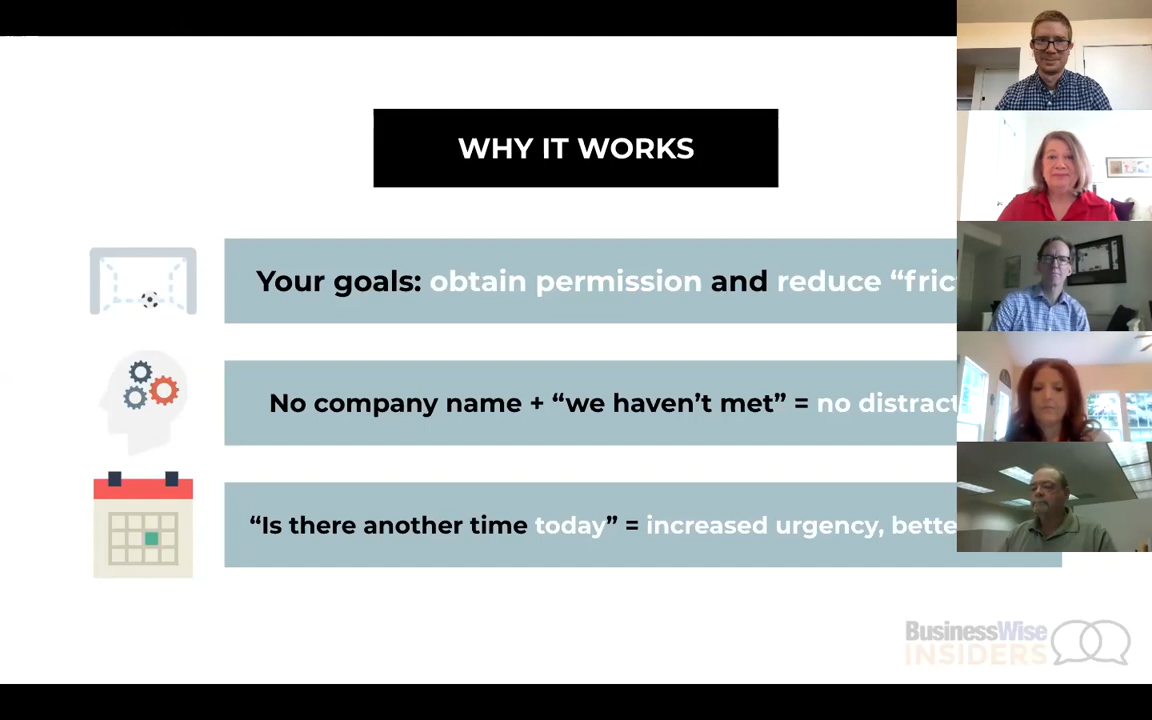 WHY IT WORKS
Your goals: obtain permission and reduce “fric
No company name + “we haven’t met” = no distract
“Is there another time today” = increased urgency, bette
BusinessWise
INSIDERS